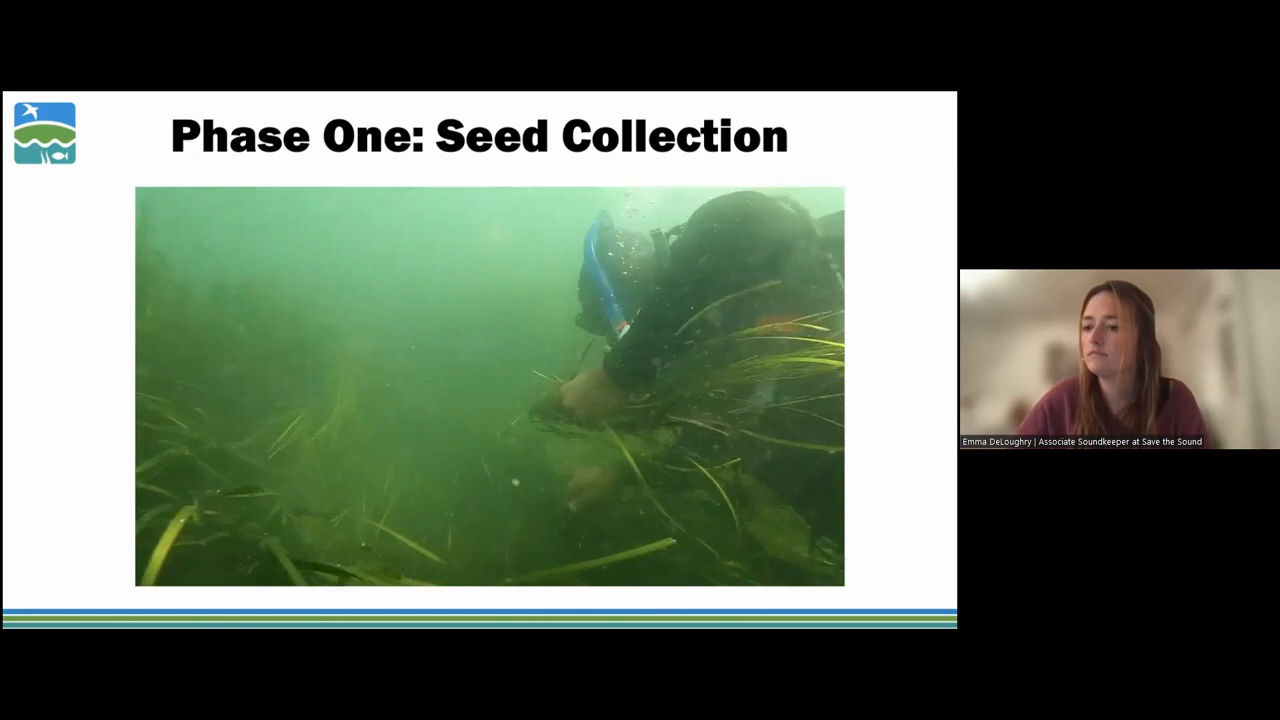 Phase One: Seed Collection
Emma DeLoughry | Associate Soundkeeper at Save the Sound